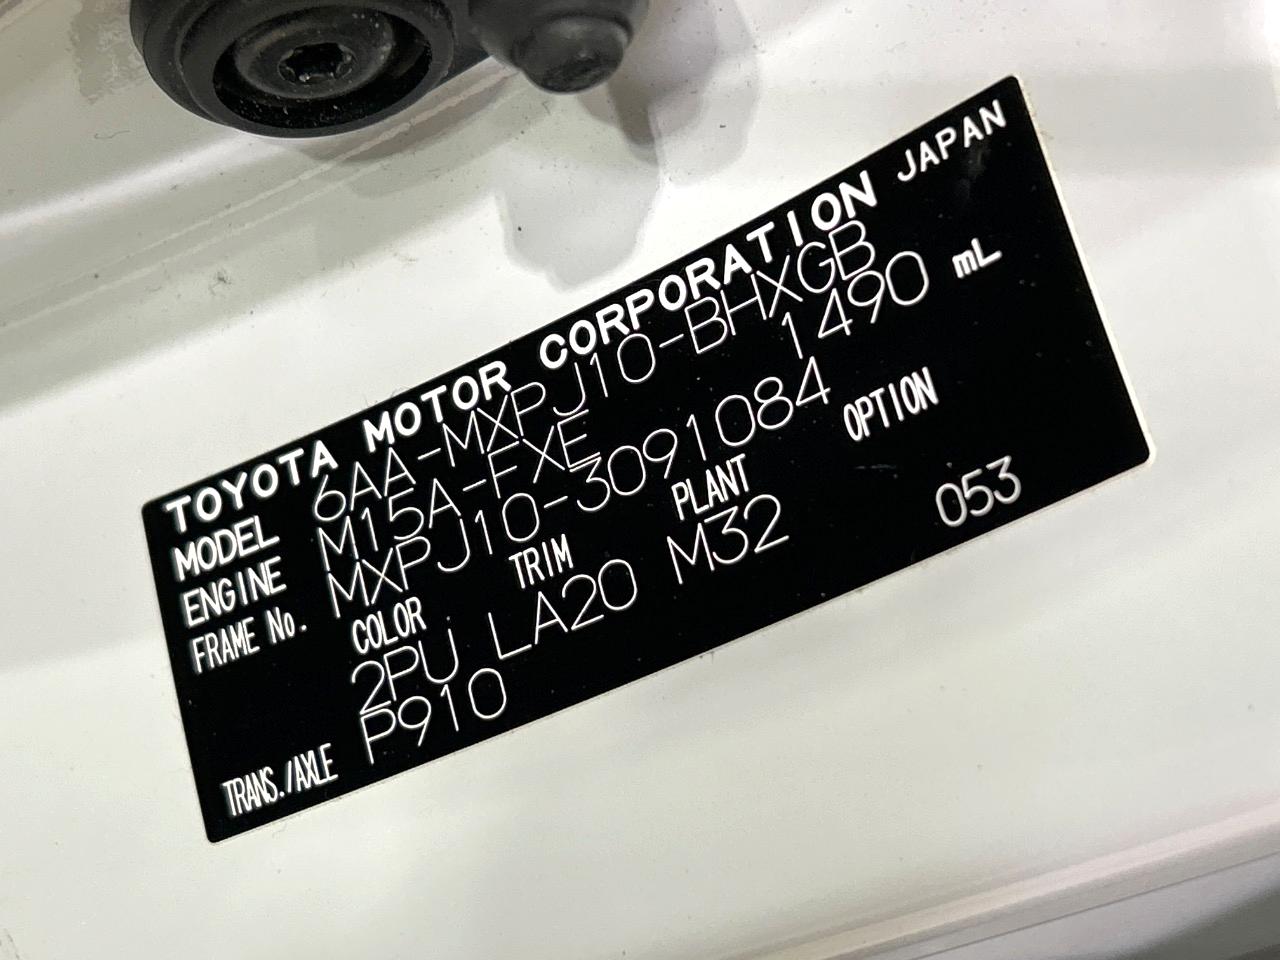 TOYOTA MOTOR CORPORATION JAPAN
MODEL 6AA-MXPJ10-BHXGB
ENGINE M15A-FXE 1490 mL
FRAME No. MXPJ10-3091084
COLOR TRIM PLANT OPTION
2PU LA20 M32 053
TRANS./AXLE P910